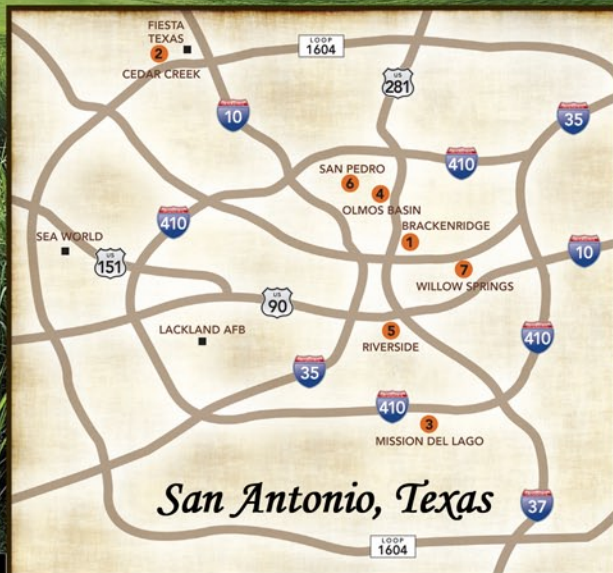 FIESTA
TEXAS
2
CEDAR CREEK
LOOP
1604
US
281
10
35
410
SAN PEDRO
6
4
OLMOS BASIN
BRACKENRIDGE
1
410
SEA WORLD
US
151
10
7
WILLOW SPRINGS
US
90
LACKLAND AFB
5
RIVERSIDE
410
35
410
3
MISSION DEL LAGO
San Antonio, Texas
37
LOOP
1604